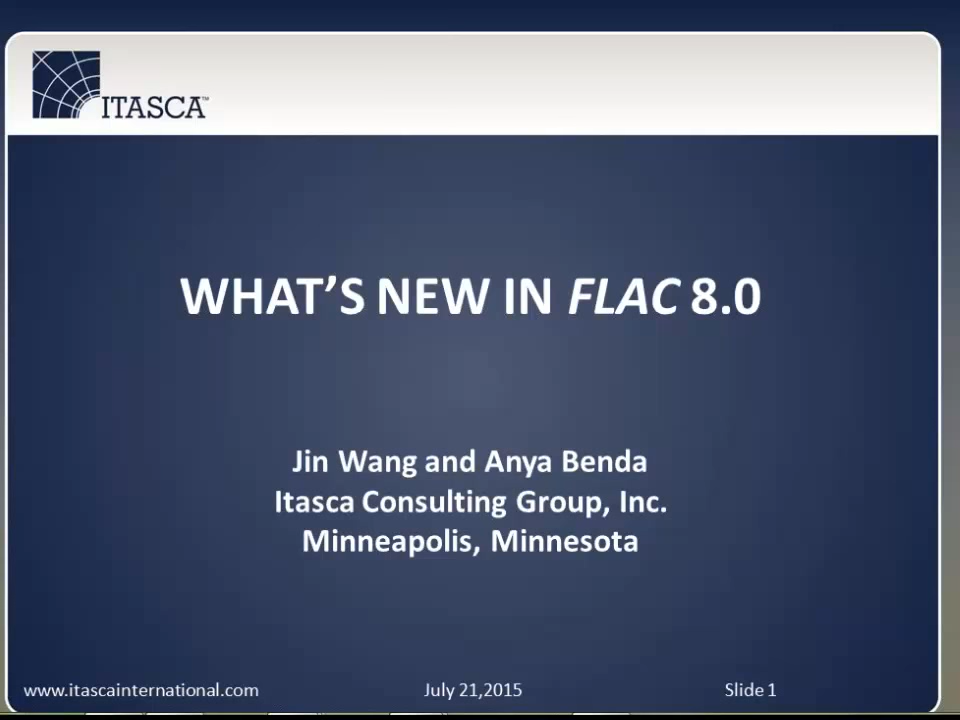 ITASCA™
WHAT’S NEW IN FLAC 8.0
Jin Wang and Anya Benda
Itasca Consulting Group, Inc.
Minneapolis, Minnesota
www.itascainternational.com
July 21,2015
Slide 1